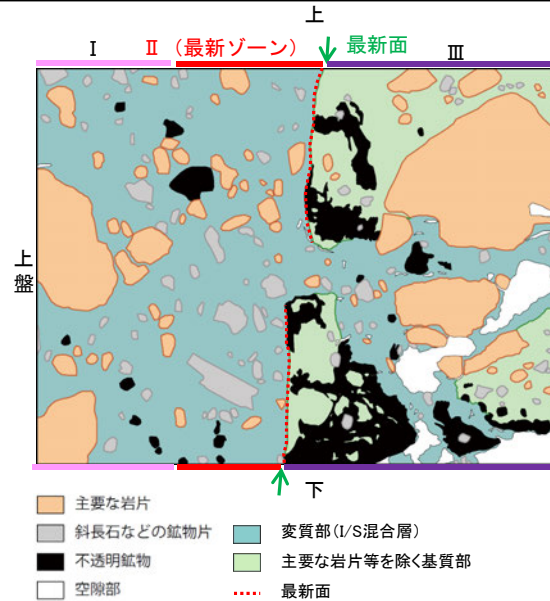 上
Ⅰ Ⅱ（最新ゾーン） 最新面 Ⅲ
上盤
下
主要な岩片
斜長石などの鉱物片
不透明鉱物
空隙部
変質部(I/S混合層)
主要な岩片等を除く基質部
最新面